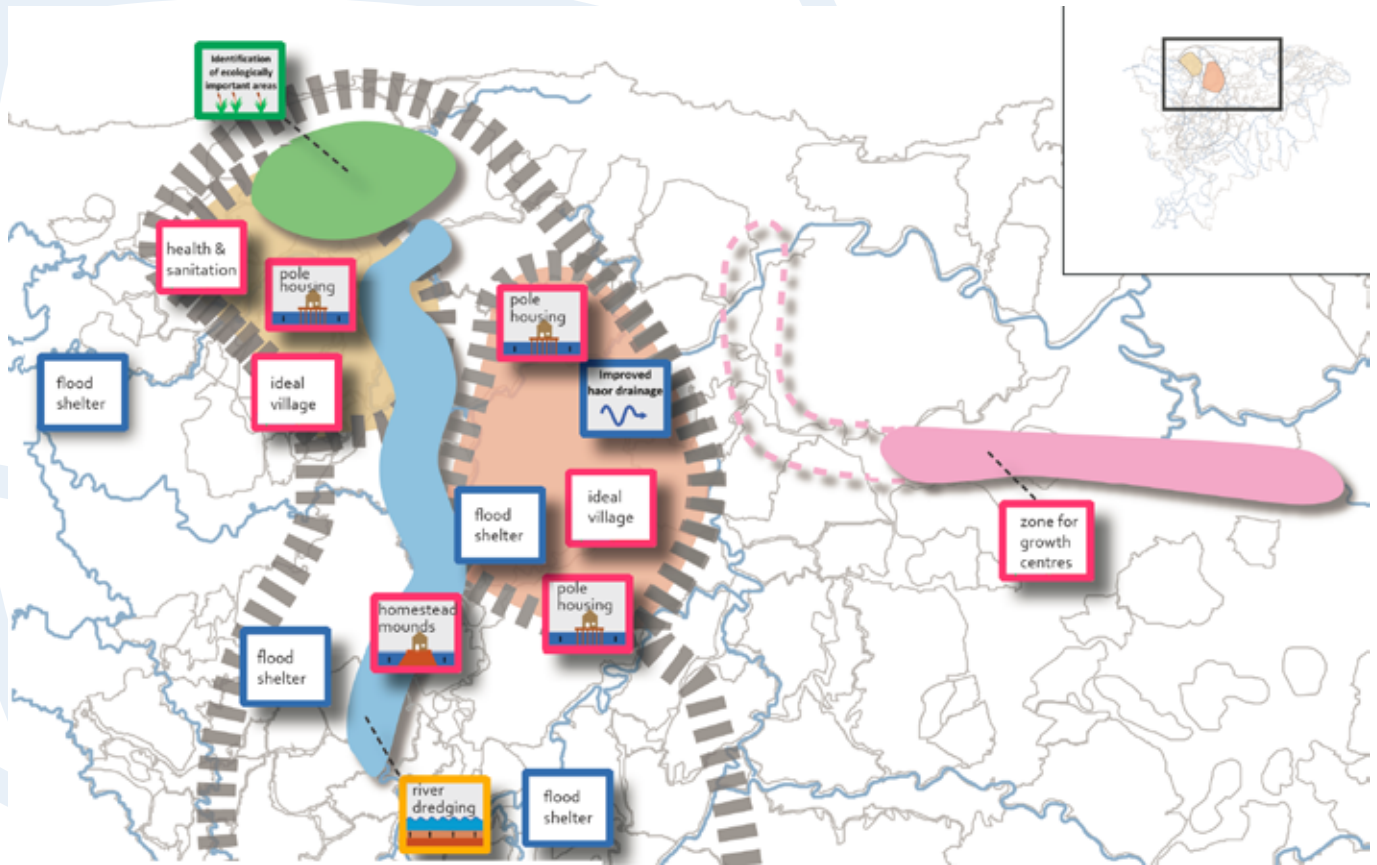 Identification
of ecologically
important areas
health &
sanitation
pole
housing
pole
housing
flood
shelter
ideal
village
Improved
haor drainage
flood
shelter
ideal
village
zone for
growth
centres
pole
housing
homestead
mounds
flood
shelter
river
dredging
flood
shelter